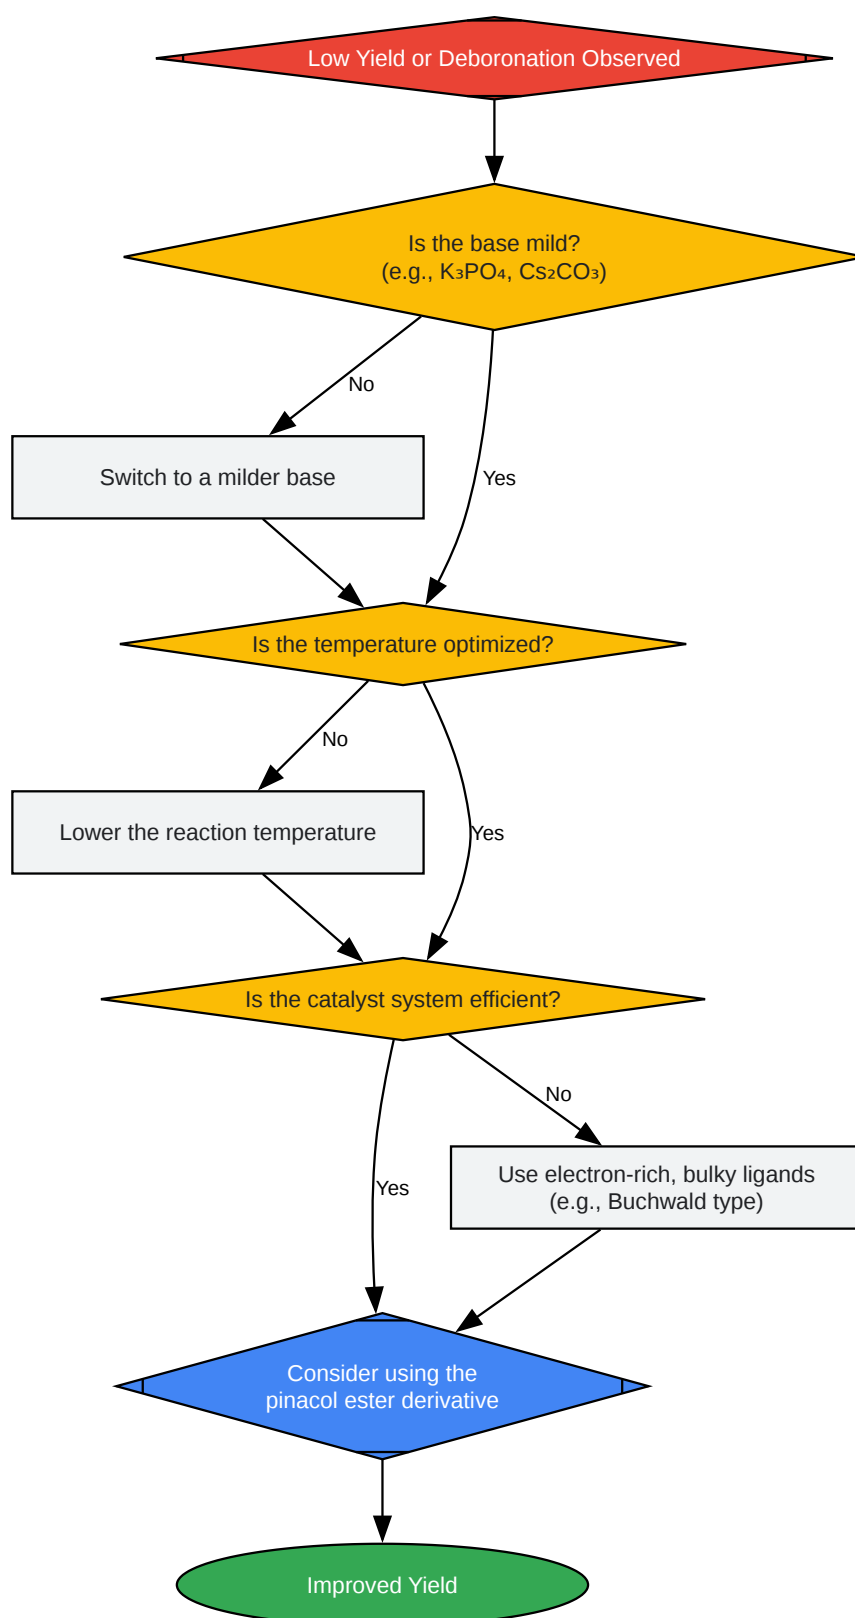 Low Yield or Deboronation Observed
Is the base mild?
(e.g., K₃PO₄, Cs₂CO₃)
No
Yes
Switch to a milder base
Is the temperature optimized?
No
Yes
Lower the reaction temperature
Is the catalyst system efficient?
No
Yes
Use electron-rich, bulky ligands
(e.g., Buchwald type)
Consider using the
pinacol ester derivative
Improved Yield